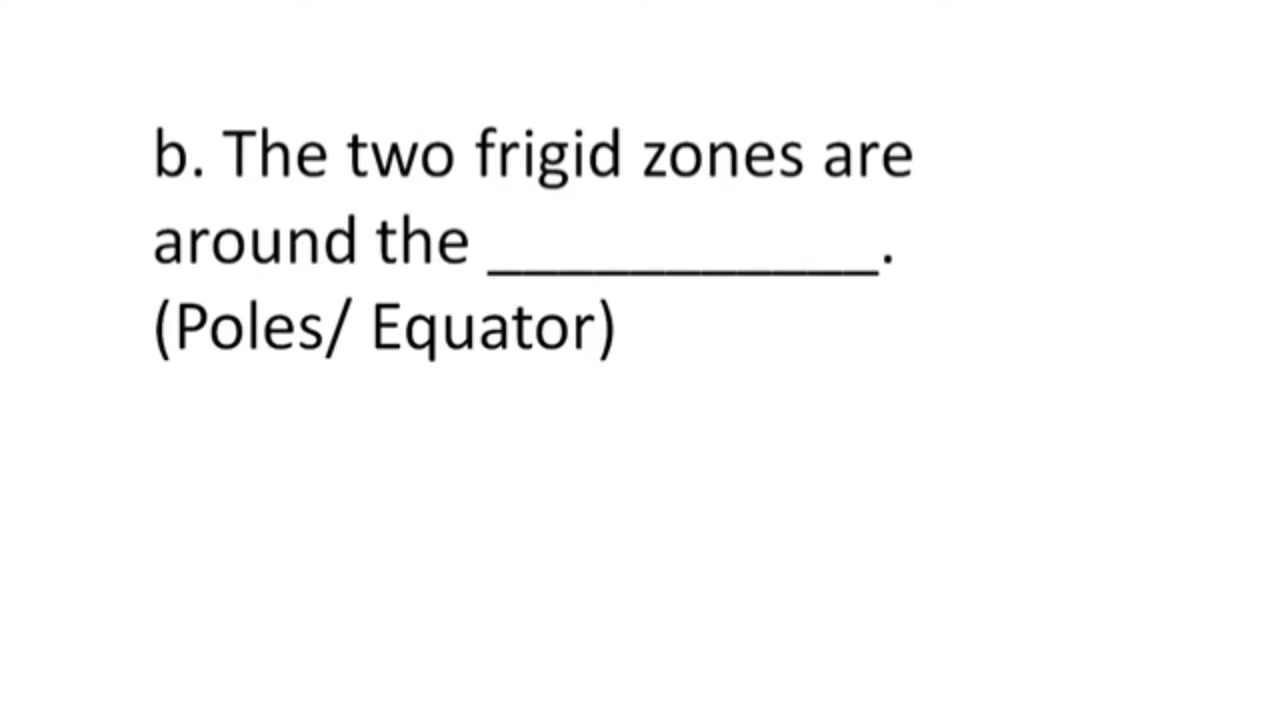 b. The two frigid zones are
around the ____________.
(Poles/ Equator)